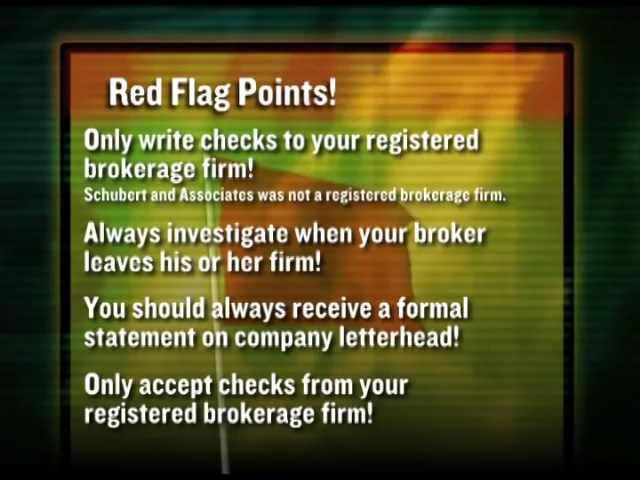 Red Flag Points!
Only write checks to your registered
brokerage firm!
Schubert and Associates was not a registered brokerage firm.
Always investigate when your broker
leaves his or her firm!
You should always receive a formal
statement on company letterhead!
Only accept checks from your
registered brokerage firm!